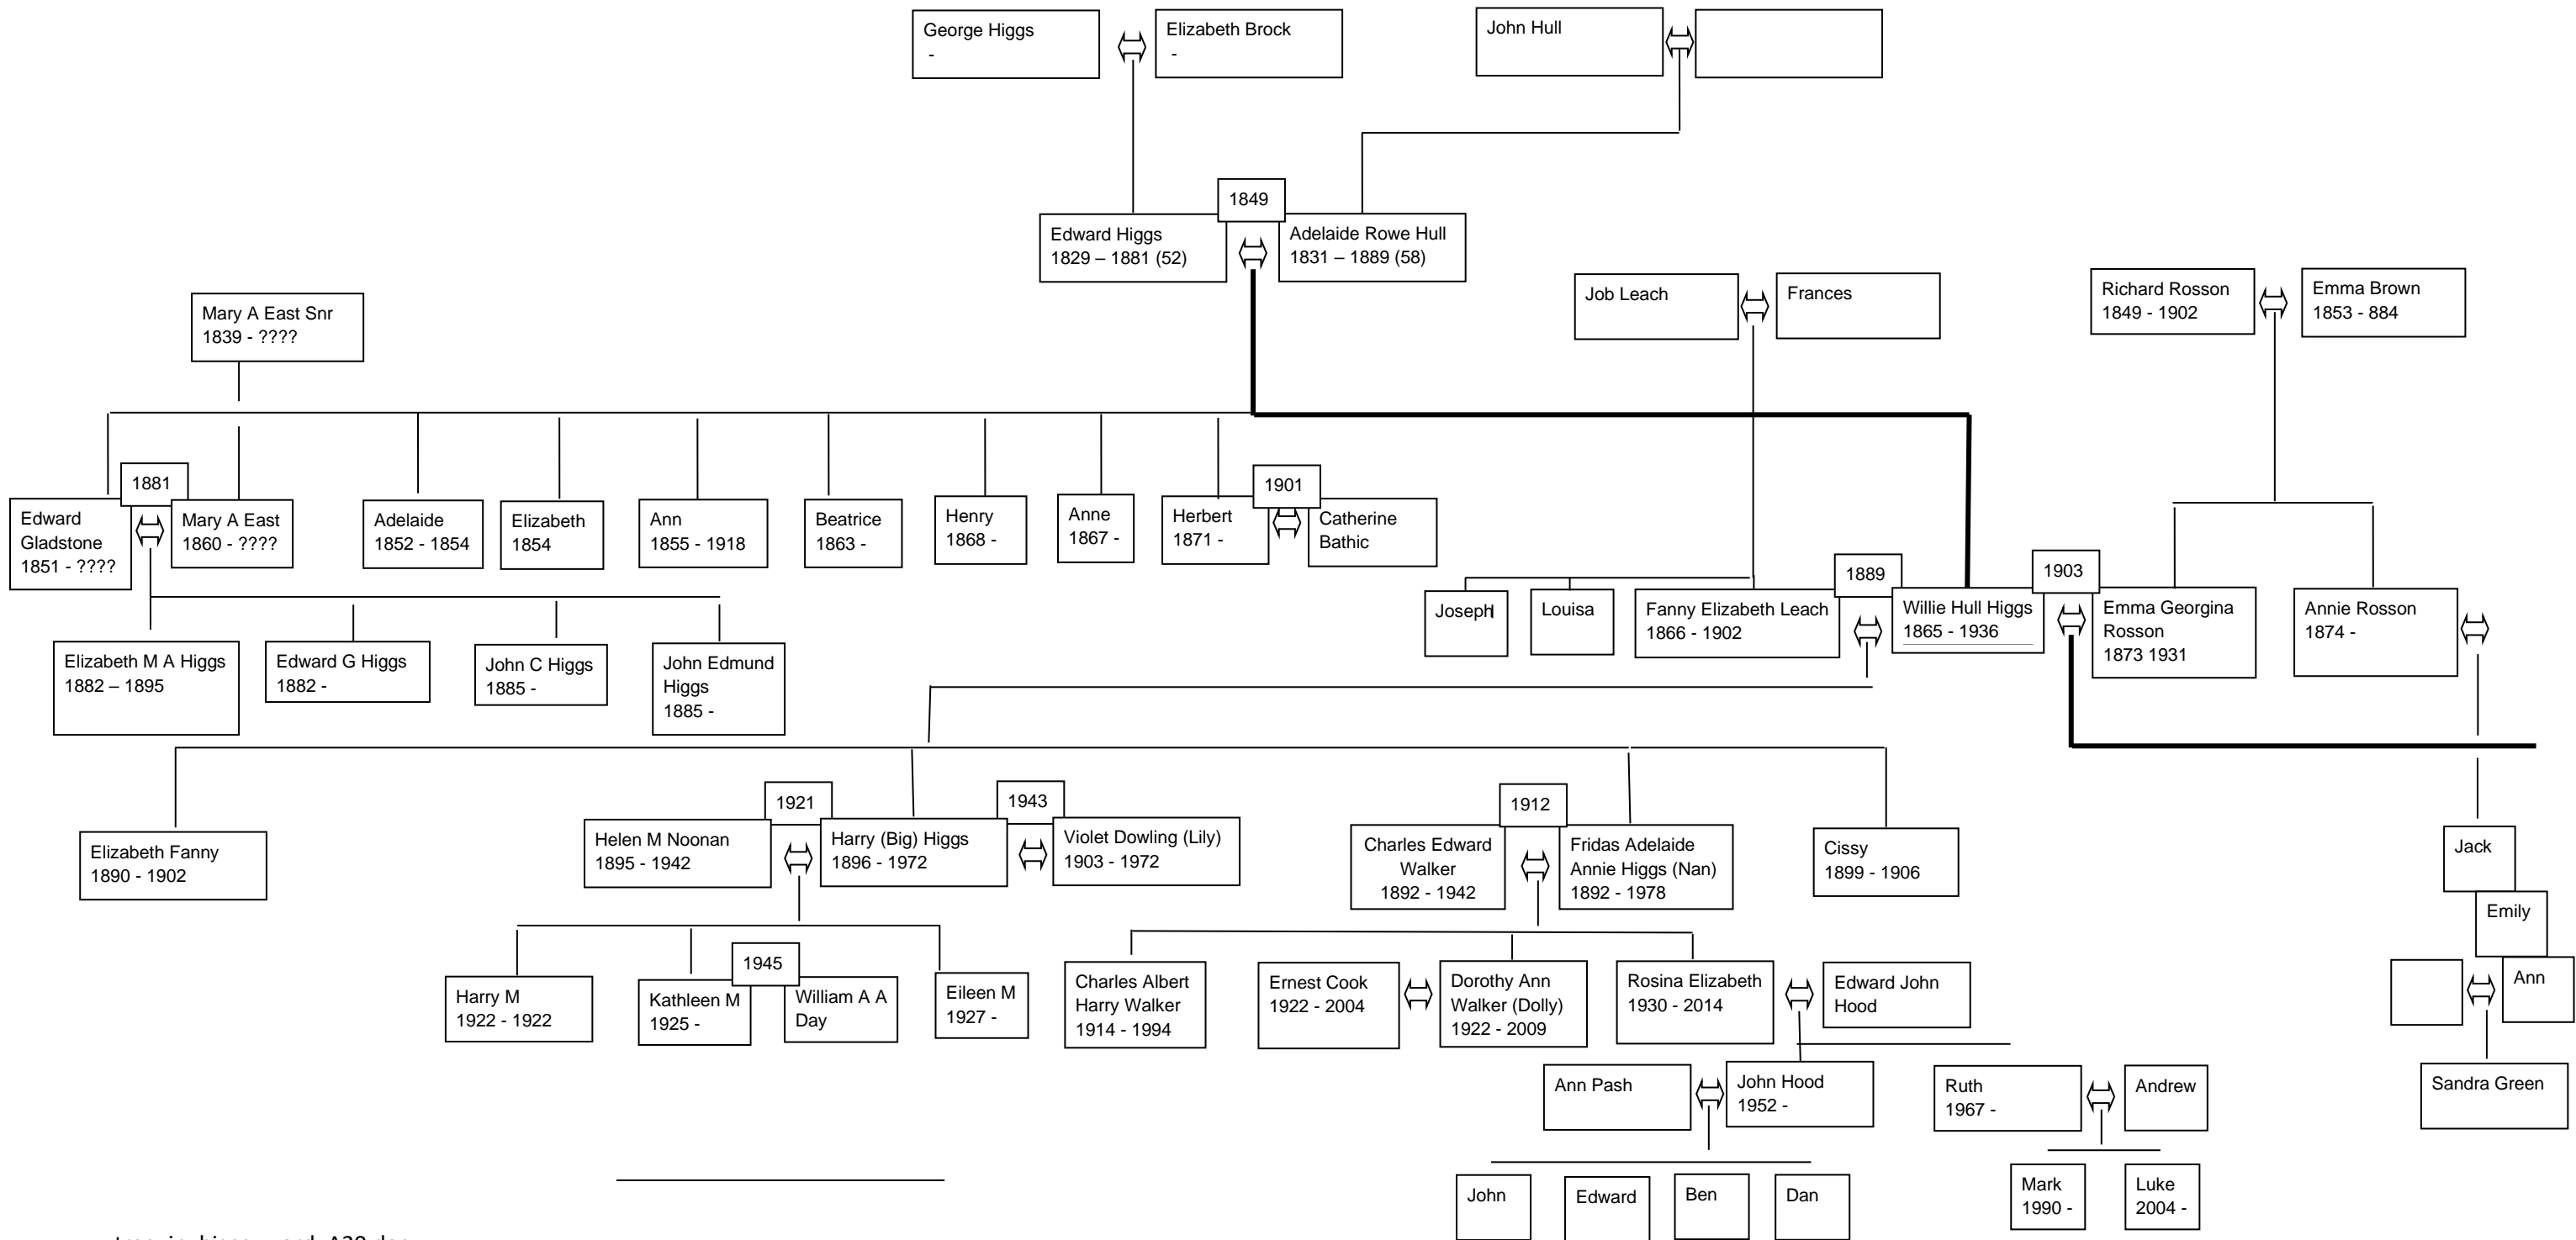 George Higgs
-
Elizabeth Brock
-
John Hull
1849
Edward Higgs
1829 – 1881 (52)
Adelaide Rowe Hull
1831 – 1889 (58)
Job Leach
Frances
Richard Rosson
1849 - 1902
Emma Brown
1853 - 884
Mary A East Snr
1839 - ????
1881
Edward
Gladstone
1851 - ????
Mary A East
1860 - ????
Adelaide
1852 - 1854
Elizabeth
1854
Ann
1855 - 1918
Beatrice
1863 -
Henry
1868 -
Anne
1867 -
Herbert
1871 -
1901
Catherine
Bathic
Joseph
Louisa
Fanny Elizabeth Leach
1866 - 1902
1889
Willie Hull Higgs
1865 - 1936
1903
Emma Georgina
Rosson
1873 1931
Annie Rosson
1874 -
Elizabeth M A Higgs
1882 – 1895
Edward G Higgs
1882 -
John C Higgs
1885 -
John Edmund
Higgs
1885 -
Elizabeth Fanny
1890 - 1902
Helen M Noonan
1895 - 1942
1921
Harry (Big) Higgs
1896 - 1972
1943
Violet Dowling (Lily)
1903 - 1972
Charles Edward
Walker
1892 - 1942
1912
Fridas Adelaide
Annie Higgs (Nan)
1892 - 1978
Cissy
1899 - 1906
Jack
Emily
Ann
Sandra Green
Harry M
1922 - 1922
Kathleen M
1925 -
1945
William A A
Day
Eileen M
1927 -
Charles Albert
Harry Walker
1914 - 1994
Ernest Cook
1922 - 2004
Dorothy Ann
Walker (Dolly)
1922 - 2009
Rosina Elizabeth
1930 - 2014
Edward John
Hood
Ann Pash
John Hood
1952 -
Ruth
1967 -
Andrew
John
Edward
Ben
Dan
Mark
1990 -
Luke
2004 -